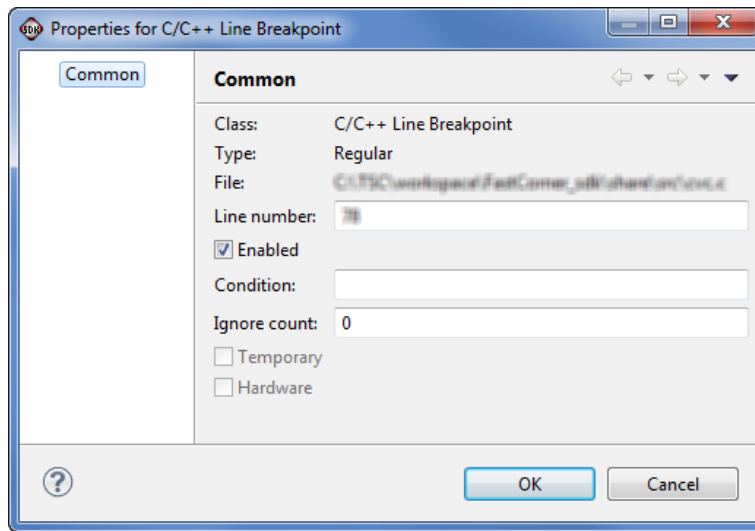 SDK Properties for C/C++ Line Breakpoint
Common
Common
Class: C/C++ Line Breakpoint
Type: Regular
File:
Line number:
Enabled
Condition:
Ignore count: 0
Temporary
Hardware
?
OK Cancel